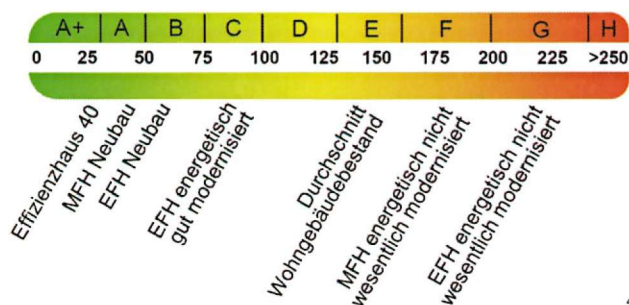 A+ A B C D E F G H
0 25 50 75 100 125 150 175 200 225 >250
Effizienzhaus 40
MFH Neubau
EFH Neubau
EFH energetisch
gut modernisiert
Durchschnitt
Wohngebäudebestand
MFH energetisch nicht
wesentlich modernisiert
EFH energetisch nicht
wesentlich modernisiert